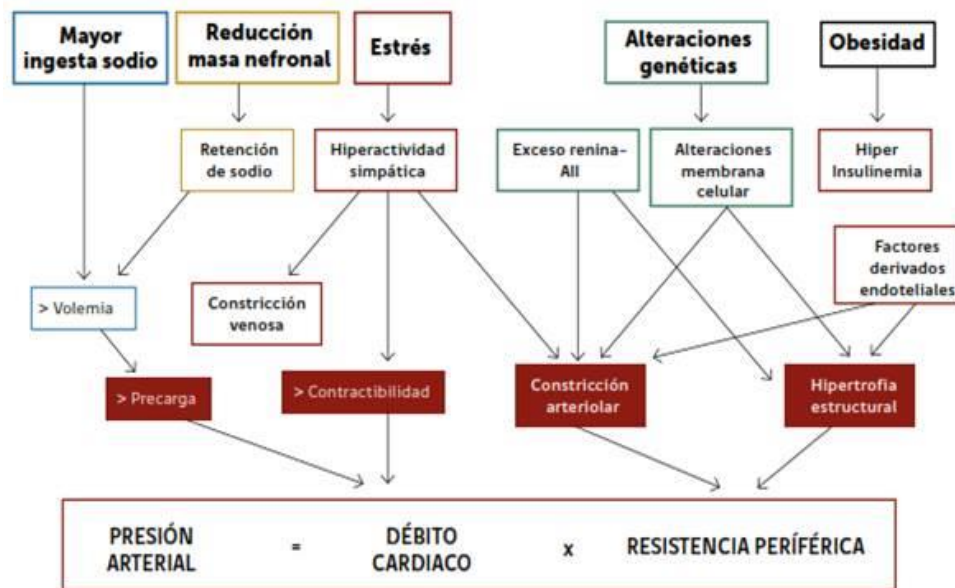 Mayor
ingesta sodio
Reducción
masa nefronal
Estrés
Alteraciones
genéticas
Obesidad
Retención
de sodio
Hiperactividad
simpática
Exceso renina-
AII
Alteraciones
membrana
celular
Hiper
Insulinemia
Factores
derivados
endoteliales
> Volemia
Constricción
venosa
> Precarga
> Contractibilidad
Constricción
arteriolar
Hipertrofia
estructural
PRESIÓN
ARTERIAL
=
DÉBITO
CARDIACO
x
RESISTENCIA PERÍFÉRICA